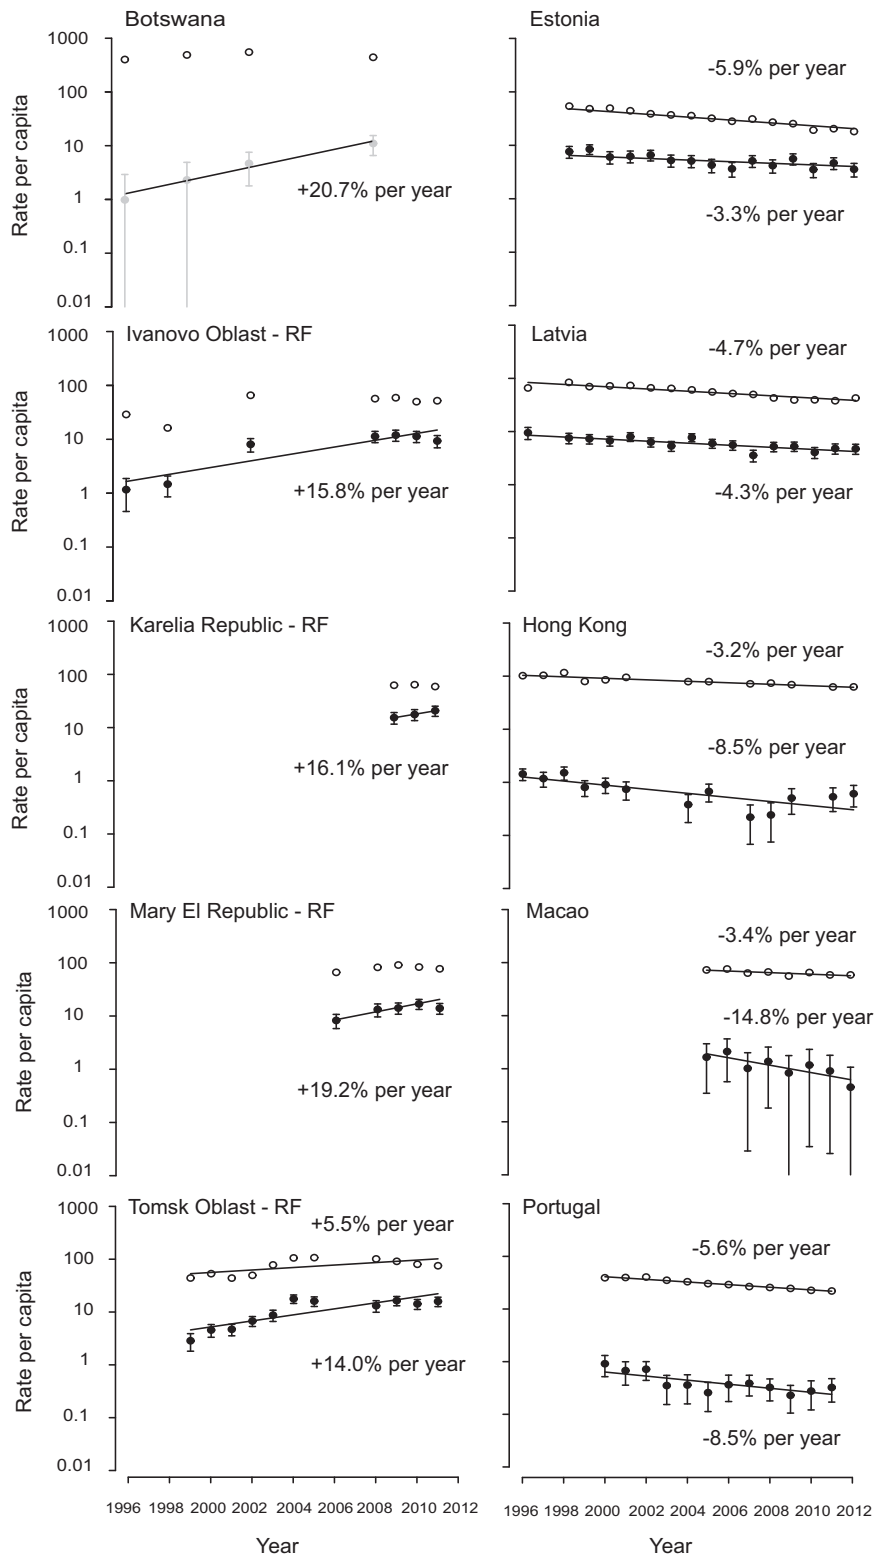 Botswana
1000
100
10
1
0.1
0.01
Rate per capita
+20.7% per year
Estonia
-5.9% per year
-3.3% per year
Ivanovo Oblast - RF
1000
100
10
1
0.1
0.01
Rate per capita
+15.8% per year
Latvia
-4.7% per year
-4.3% per year
Karelia Republic - RF
1000
100
10
1
0.1
0.01
Rate per capita
+16.1% per year
Hong Kong
-3.2% per year
-8.5% per year
Mary El Republic - RF
1000
100
10
1
0.1
0.01
Rate per capita
+19.2% per year
Macao
-3.4% per year
-14.8% per year
Tomsk Oblast - RF
1000
100
10
1
0.1
0.01
Rate per capita
+5.5% per year
+14.0% per year
1996 1998 2000 2002 2004 2006 2008 2010 2012
Year
Portugal
-5.6% per year
-8.5% per year
1996 1998 2000 2002 2004 2006 2008 2010 2012
Year